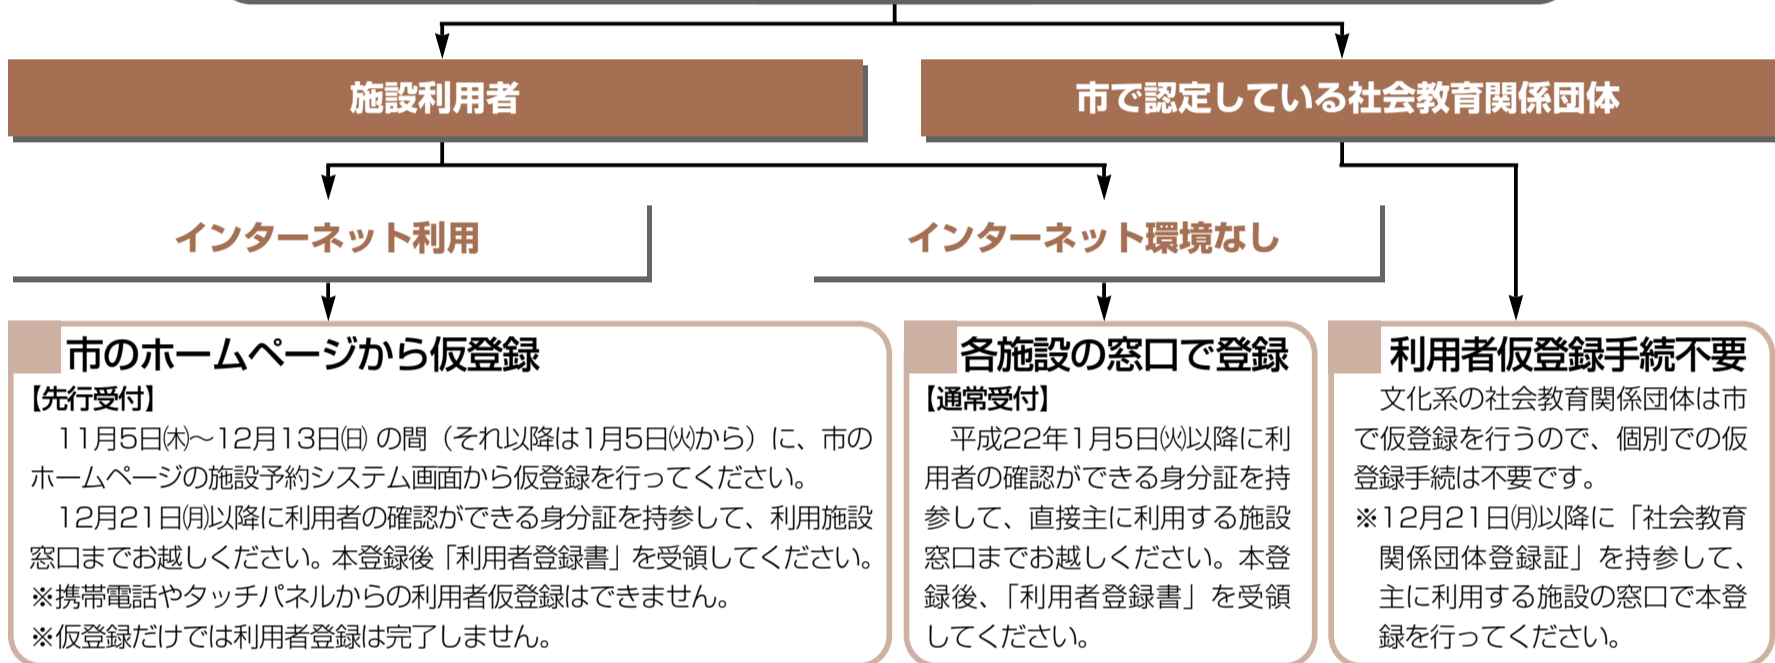 施設利用者
市で認定している社会教育関係団体
インターネット利用
インターネット環境なし
市のホームページから仮登録
【先行受付】
11月5日㈭～12月13日㈰ の間（それ以降は1月5日㈫から）に、市の
ホームページの施設予約システム画面から仮登録を行ってください。
12月21日㈪以降に利用者の確認ができる身分証を持参して、利用施設
窓口までお越しください。本登録後「利用者登録書」を受領してください。
※携帯電話やタッチパネルからの利用者仮登録はできません。
※仮登録だけでは利用者登録は完了しません。
各施設の窓口で登録
【通常受付】
平成22年1月5日㈫以降に利
用者の確認ができる身分証を持
参して、直接主に利用する施設
窓口までお越しください。本登
録後、「利用者登録書」を受領
してください。
利用者仮登録手続不要
文化系の社会教育関係団体は市
で仮登録を行うので、個別での仮
登録手続は不要です。
※12月21日㈪以降に「社会教育
関係団体登録証」を持参して、
主に利用する施設の窓口で本登
録を行ってください。